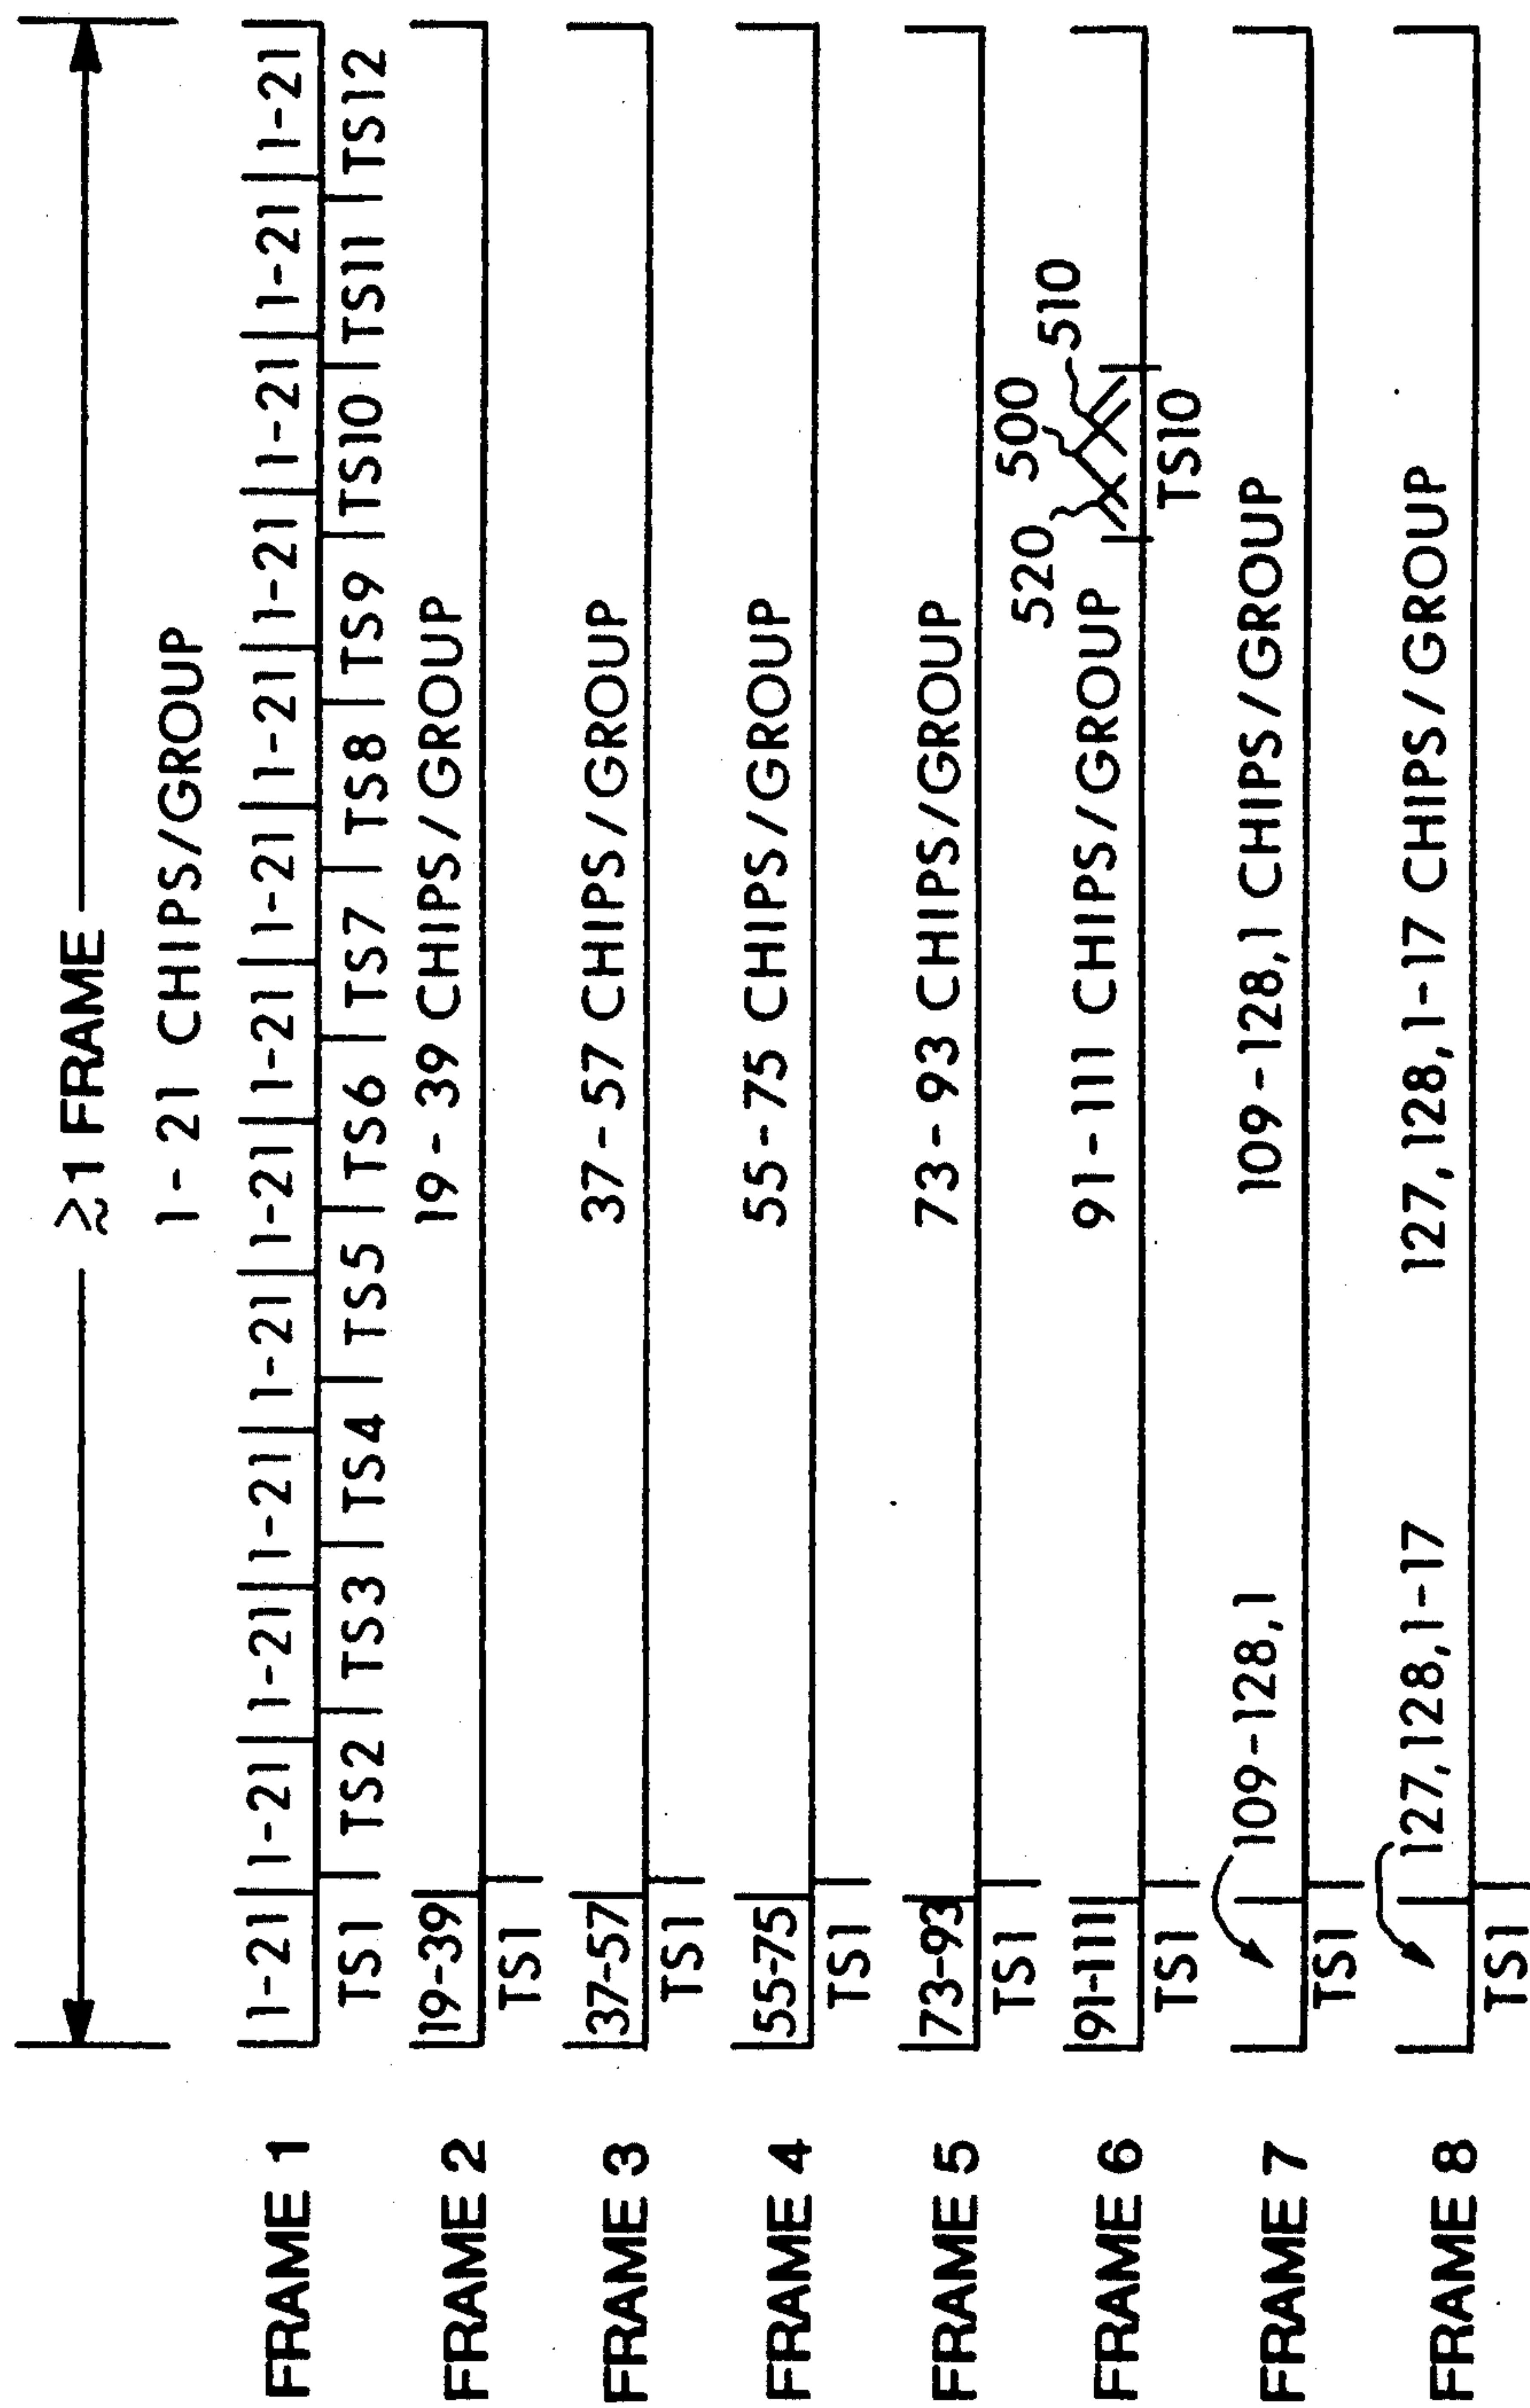 ≳1 FRAME
1-21 CHIPS/GROUP
FRAME 1
1-21 1-21 1-21 1-21 1-21 1-21 1-21 1-21 1-21 1-21 1-21 1-21 1-21
TS1 TS2 TS3 TS4 TS5 TS6 TS7 TS8 TS9 TS10 TS11 TS12
FRAME 2
19-39
19-39 CHIPS/GROUP
TS1
FRAME 3
37-57
37-57 CHIPS/GROUP
TS1
FRAME 4
55-75
55-75 CHIPS/GROUP
TS1
FRAME 5
73-93
73-93 CHIPS/GROUP
TS1
520 500 510
FRAME 6
91-111
91-111 CHIPS/GROUP
TS1
TS10
FRAME 7
109-128,1
109-128,1 CHIPS/GROUP
TS1
FRAME 8
127,128,1-17
127,128,1-17 CHIPS/GROUP
TS1